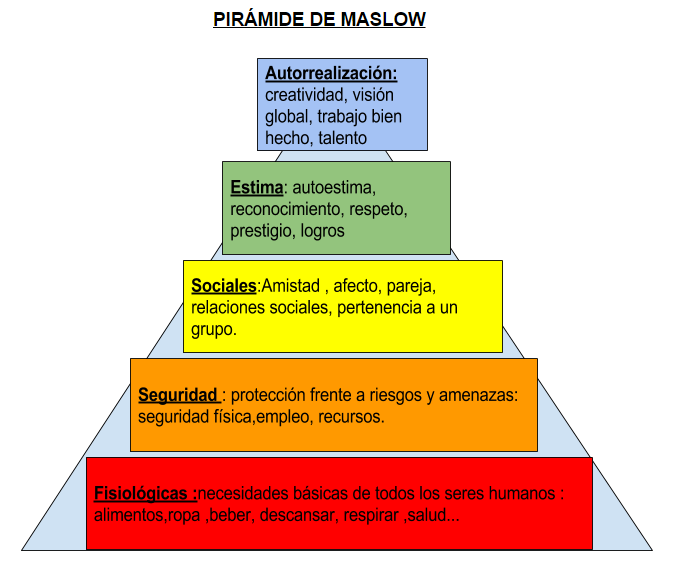 PIRÁMIDE DE MASLOW
Autorrealización:
creatividad, visión
global, trabajo bien
hecho, talento
Estima: autoestima,
reconocimiento, respeto,
prestigio, logros
Sociales:Amistad , afecto, pareja,
relaciones sociales, pertenencia a un
grupo.
Seguridad : protección frente a riesgos y amenazas:
seguridad física,empleo, recursos.
Fisiológicas :necesidades básicas de todos los seres humanos :
alimentos,ropa ,beber, descansar, respirar ,salud...